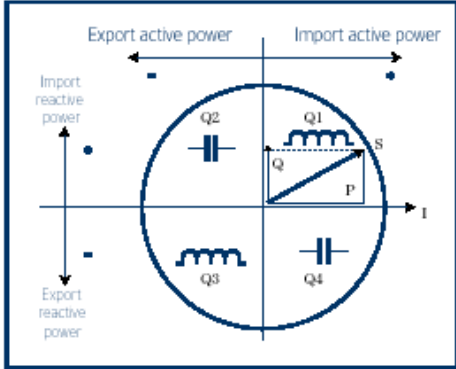 Export active power
Import active power
-
Import
reactive
power
Q2
Q1
S
Q
P
I
-
Q3
Q4
Export
reactive
power